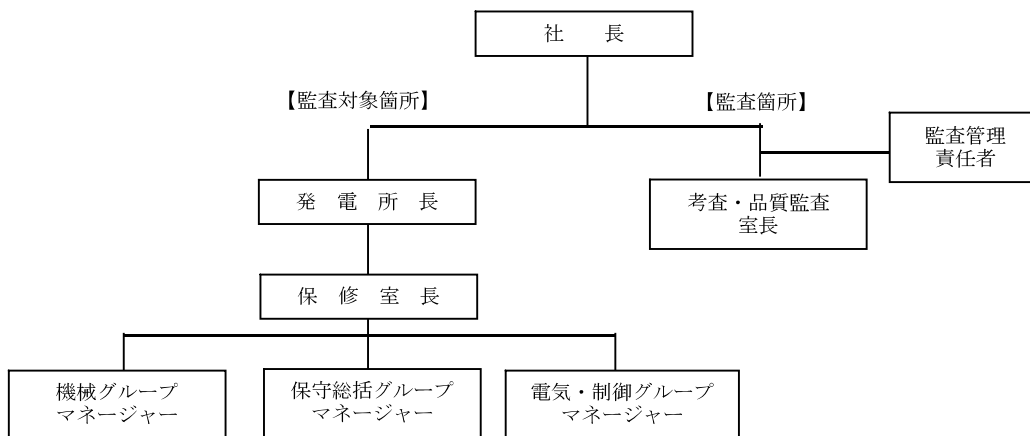 社　　長
【監査対象箇所】
【監査箇所】
監査管理
責任者
発　電　所　長
考査・品質監査
室長
保　修　室　長
機械グループ
マネージャー
保守総括グループ
マネージャー
電気・制御グループ
マネージャー